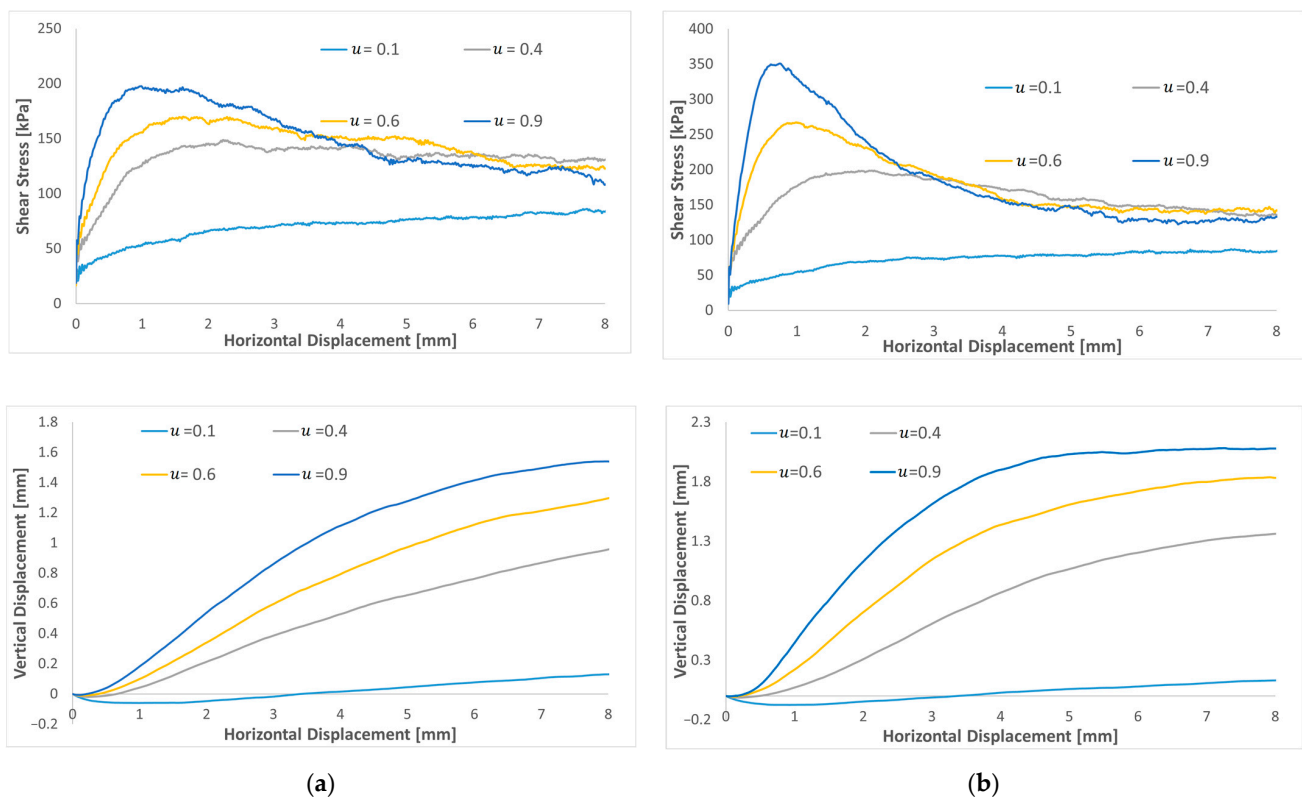 250
200
150
100
50
0
Shear Stress [kPa]
u = 0.1
u = 0.4
u = 0.6
u = 0.9
0 1 2 3 4 5 6 7 8
Horizontal Displacement [mm]
400
350
300
250
200
150
100
50
0
Shear Stress [kPa]
u =0.1
u =0.4
u =0.6
u =0.9
0 1 2 3 4 5 6 7 8
Horizontal Displacement [mm]
1.8
1.6
1.4
1.2
1
0.8
0.6
0.4
0.2
0
−0.2
Vertical Displacement [mm]
u =0.1
u =0.4
u = 0.6
u =0.9
0 1 2 3 4 5 6 7 8
Horizontal Displacement [mm]
2.3
1.8
1.3
0.8
0.3
−0.2
Vertical Displacement [mm]
u=0.1
u=0.4
u=0.6
u=0.9
0 1 2 3 4 5 6 7 8
Horizontal Displacement [mm]
(a)
(b)